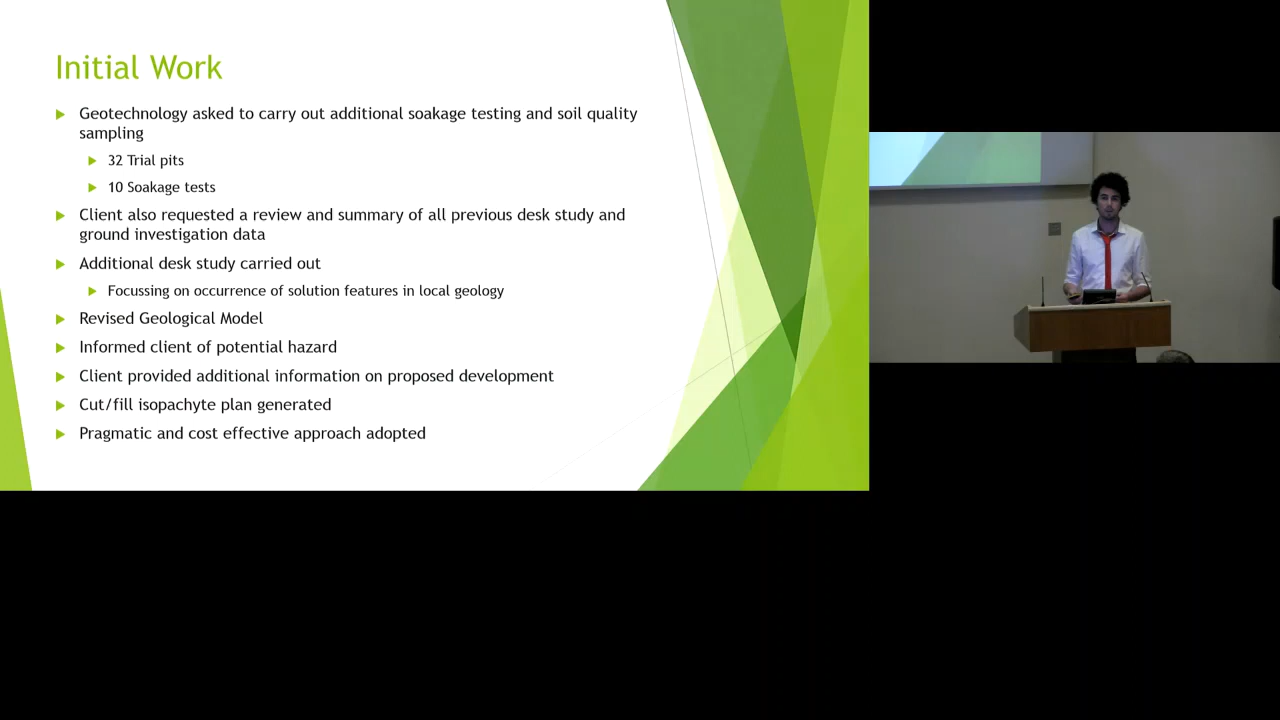 Initial Work
Geotechnology asked to carry out additional soakage testing and soil quality
sampling
32 Trial pits
10 Soakage tests
Client also requested a review and summary of all previous desk study and
ground investigation data
Additional desk study carried out
Focussing on occurrence of solution features in local geology
Revised Geological Model
Informed client of potential hazard
Client provided additional information on proposed development
Cut/fill isopachyte plan generated
Pragmatic and cost effective approach adopted